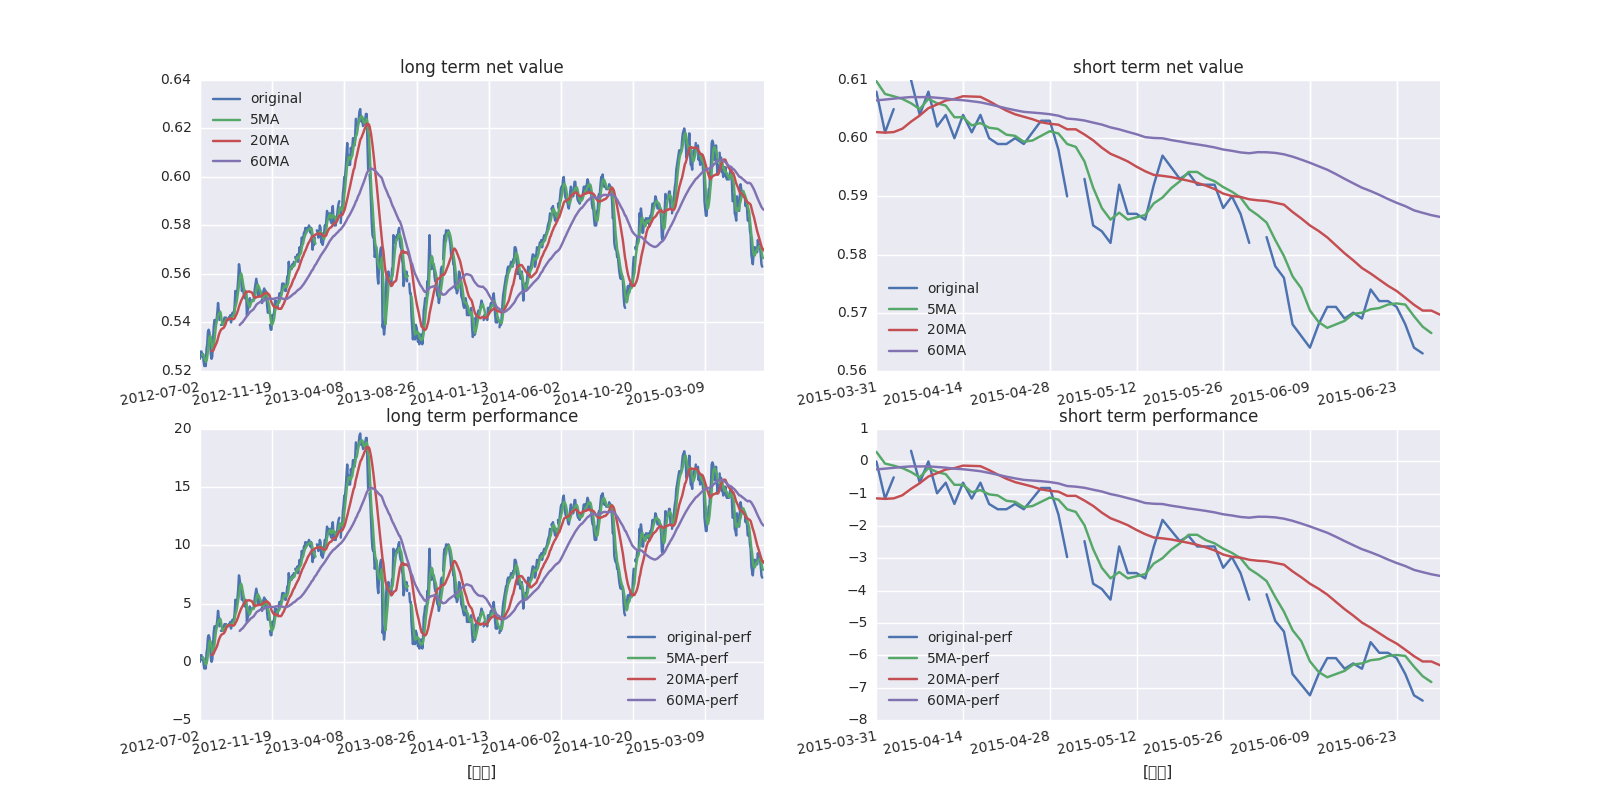 long term net value
0.64
0.62
0.60
0.58
0.56
0.54
0.52
original
5MA
20MA
60MA
2012-07-02
2012-11-19
2013-04-08
2013-08-26
2014-01-13
2014-06-02
2014-10-20
2015-03-09
short term net value
0.61
0.60
0.59
0.58
0.57
0.56
original
5MA
20MA
60MA
2015-03-31
2015-04-14
2015-04-28
2015-05-12
2015-05-26
2015-06-09
2015-06-23
long term performance
20
15
10
5
0
−5
original-perf
5MA-perf
20MA-perf
60MA-perf
2012-07-02
2012-11-19
2013-04-08
2013-08-26
2014-01-13
2014-06-02
2014-10-20
2015-03-09
short term performance
1
0
−1
−2
−3
−4
−5
−6
−7
−8
original-perf
5MA-perf
20MA-perf
60MA-perf
2015-03-31
2015-04-14
2015-04-28
2015-05-12
2015-05-26
2015-06-09
2015-06-23